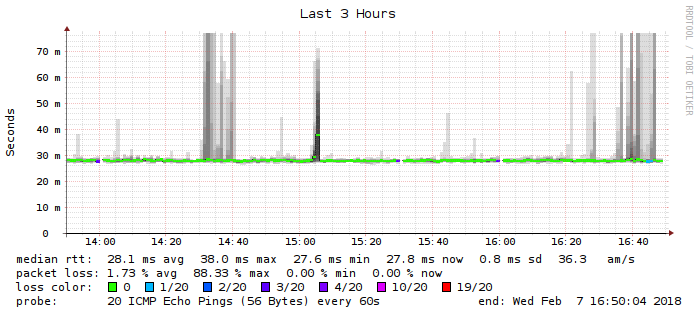 Last 3 Hours
RRDTOOL / TOBI OETIKER
Seconds
70 m
60 m
50 m
40 m
30 m
20 m
10 m
0
14:00 14:20 14:40 15:00 15:20 15:40 16:00 16:20 16:40
median rtt: 28.1 ms avg 38.0 ms max 27.6 ms min 27.8 ms now 0.8 ms sd 36.3 am/s
packet loss: 1.73 % avg 88.33 % max 0.00 % min 0.00 % now
loss color: 0 1/20 2/20 3/20 4/20 10/20 19/20
probe: 20 ICMP Echo Pings (56 Bytes) every 60s end: Wed Feb 7 16:50:04 2018